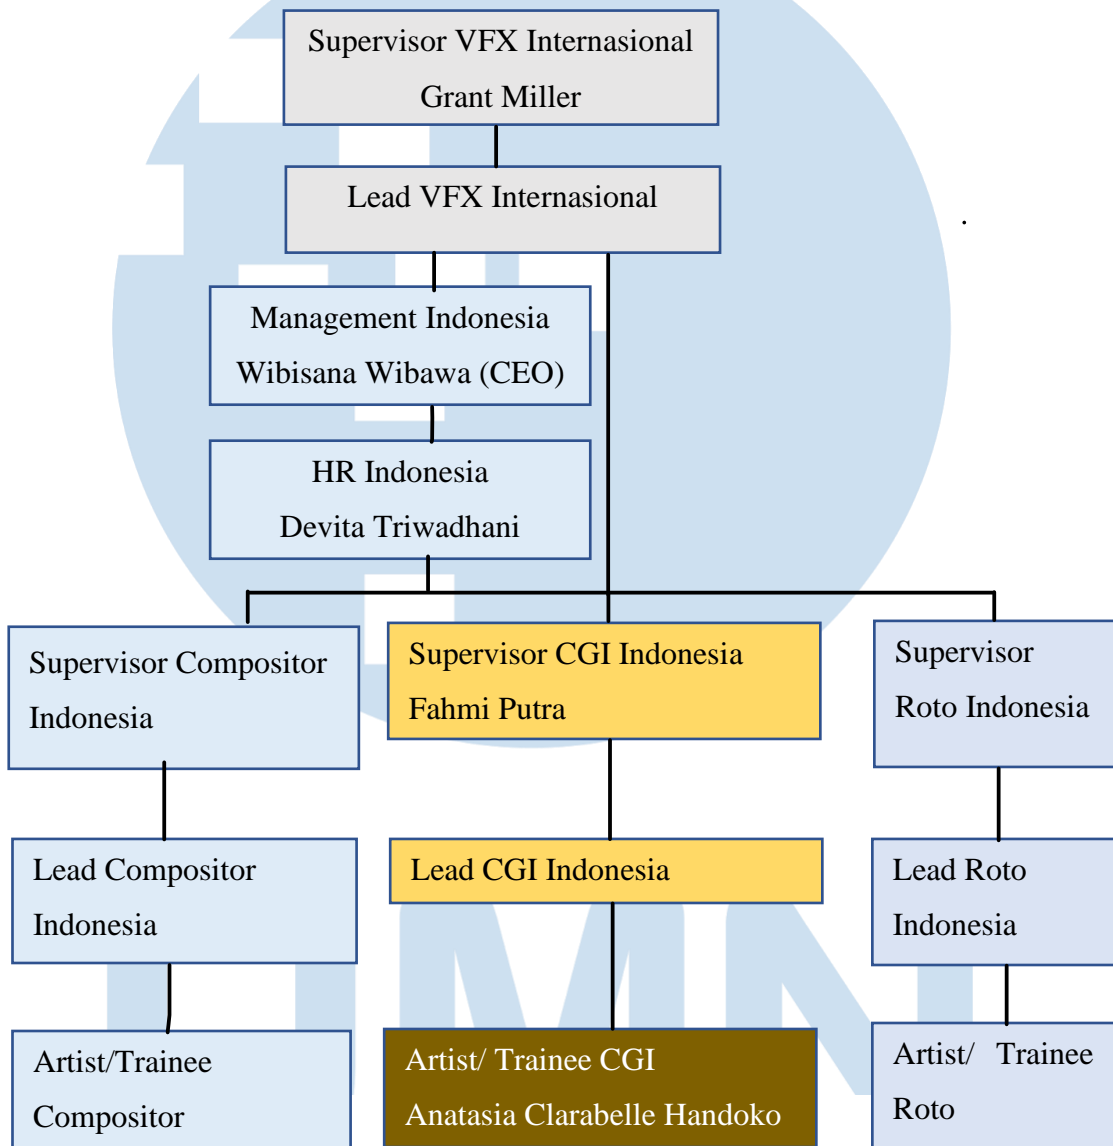 Supervisor VFX Internasional
Grant Miller
Lead VFX Internasional
.
Management Indonesia
Wibisana Wibawa (CEO)
HR Indonesia
Devita Triwadhani
Supervisor Compositor
Indonesia
Supervisor CGI Indonesia
Fahmi Putra
Supervisor
Roto Indonesia
Lead Compositor
Indonesia
Lead CGI Indonesia
Lead Roto
Indonesia
UMN
Artist/Trainee
Compositor
Artist/ Trainee CGI
Anatasia Clarabelle Handoko
Artist/ Trainee
Roto